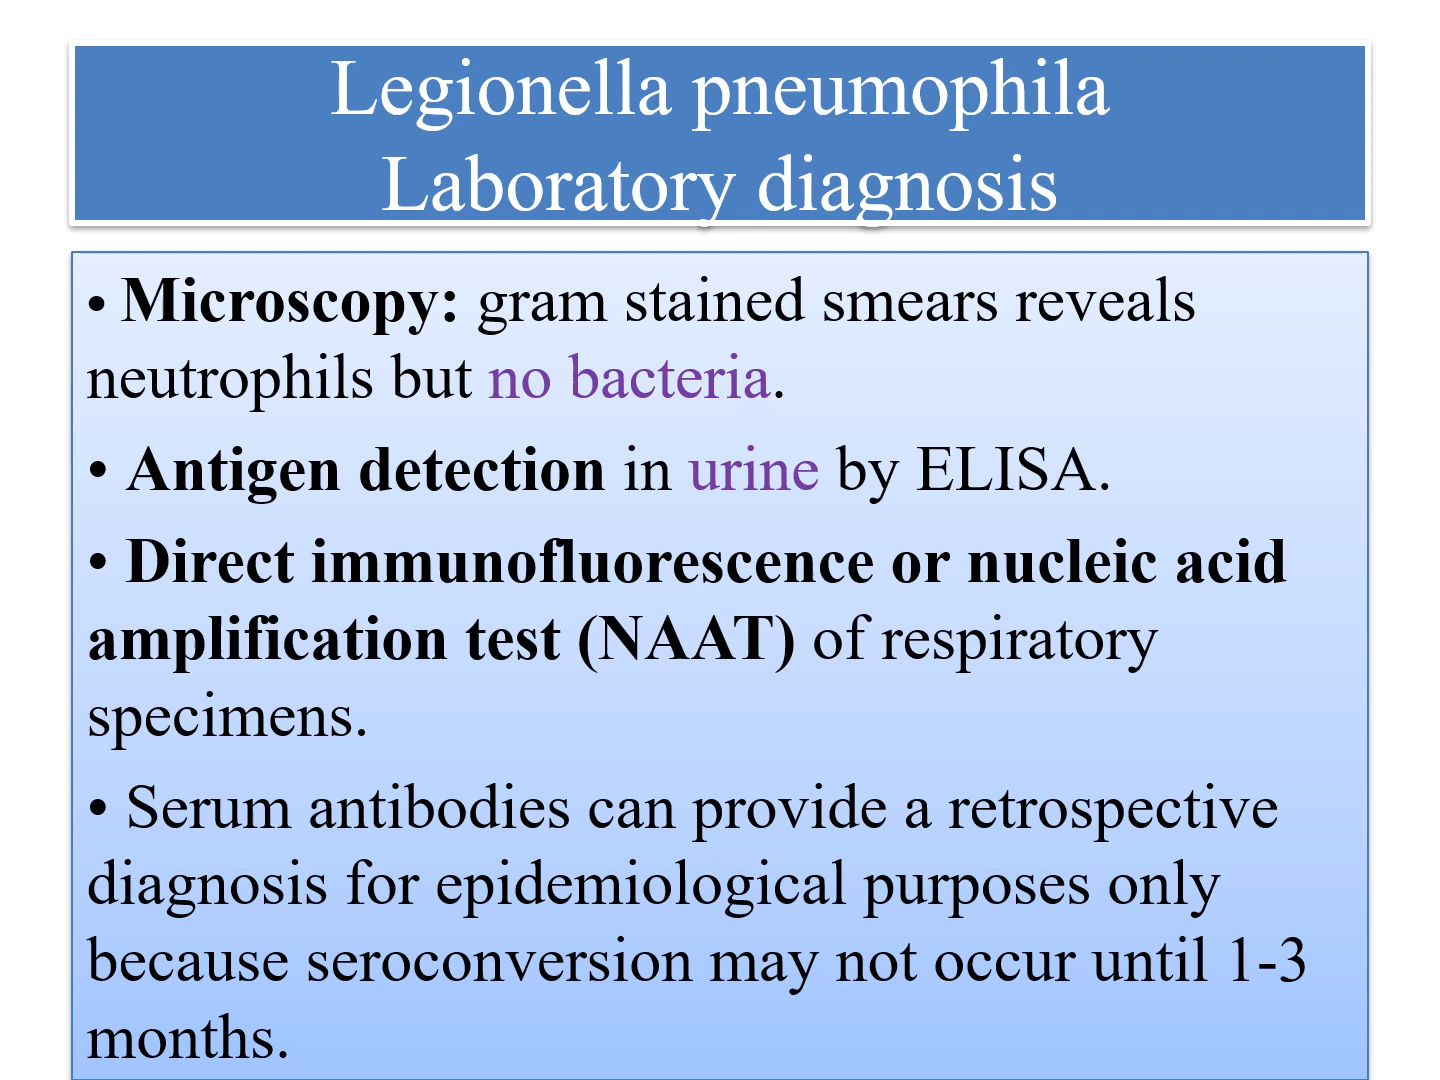 Legionella pneumophila
Laboratory diagnosis
• Microscopy: gram stained smears reveals
neutrophils but no bacteria.
• Antigen detection in urine by ELISA.
• Direct immunofluorescence or nucleic acid
amplification test (NAAT) of respiratory
specimens.
• Serum antibodies can provide a retrospective
diagnosis for epidemiological purposes only
because seroconversion may not occur until 1-3
months.